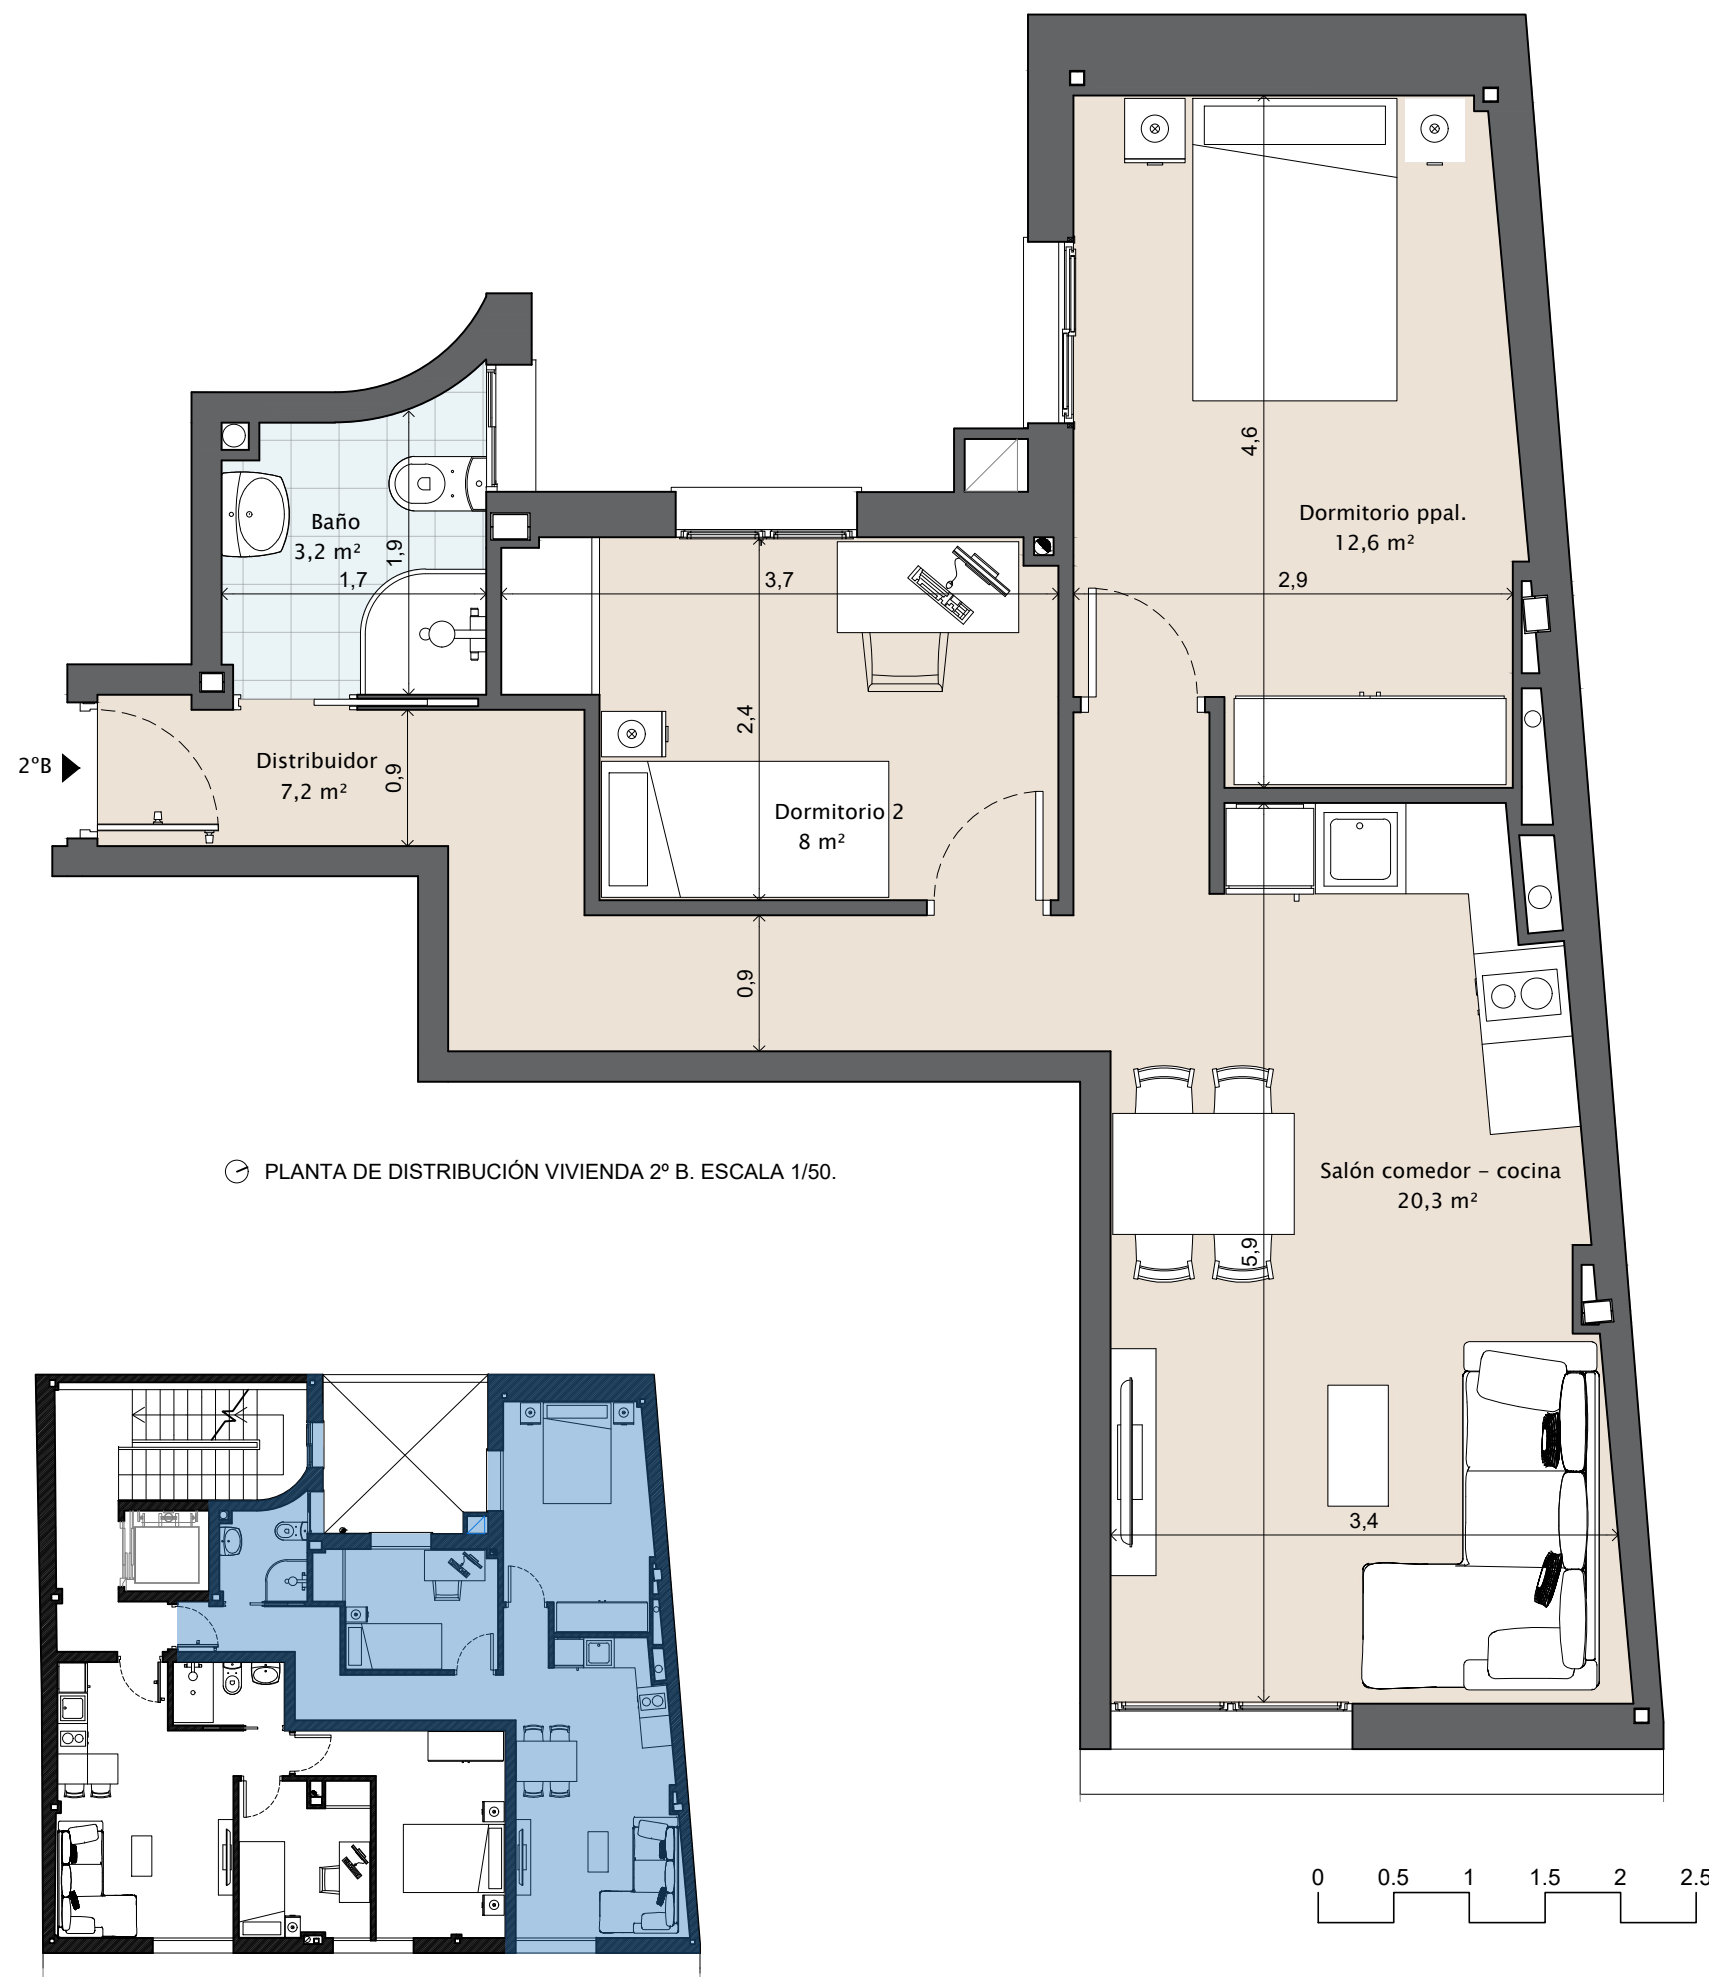 4,6
Dormitorio ppal.
12,6 m²
2,9
Baño
3,2 m²
1,9
1,7
3,7
2,4
Dormitorio 2
8 m²
2ºB
Distribuidor
7,2 m²
0,9
0,9
PLANTA DE DISTRIBUCIÓN VIVIENDA 2º B. ESCALA 1/50.
Salón comedor – cocina
20,3 m²
5,9
3,4
0 0.5 1 1.5 2 2.5